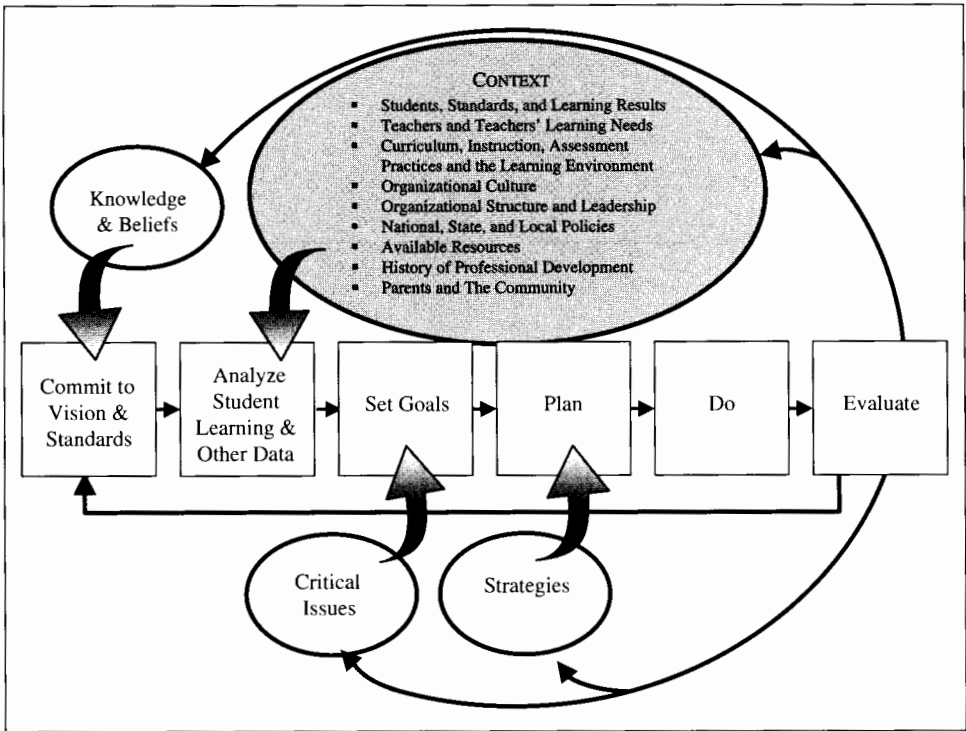 CONTEXT
▪ Students, Standards, and Learning Results
▪ Teachers and Teachers' Learning Needs
▪ Curriculum, Instruction, Assessment
Practices and the Learning Environment
▪ Organizational Culture
▪ Organizational Structure and Leadership
▪ National, State, and Local Policies
▪ Available Resources
▪ History of Professional Development
▪ Parents and The Community
Knowledge
& Beliefs
Commit to
Vision &
Standards
Analyze
Student
Learning &
Other Data
Set Goals
Plan
Do
Evaluate
Critical
Issues
Strategies